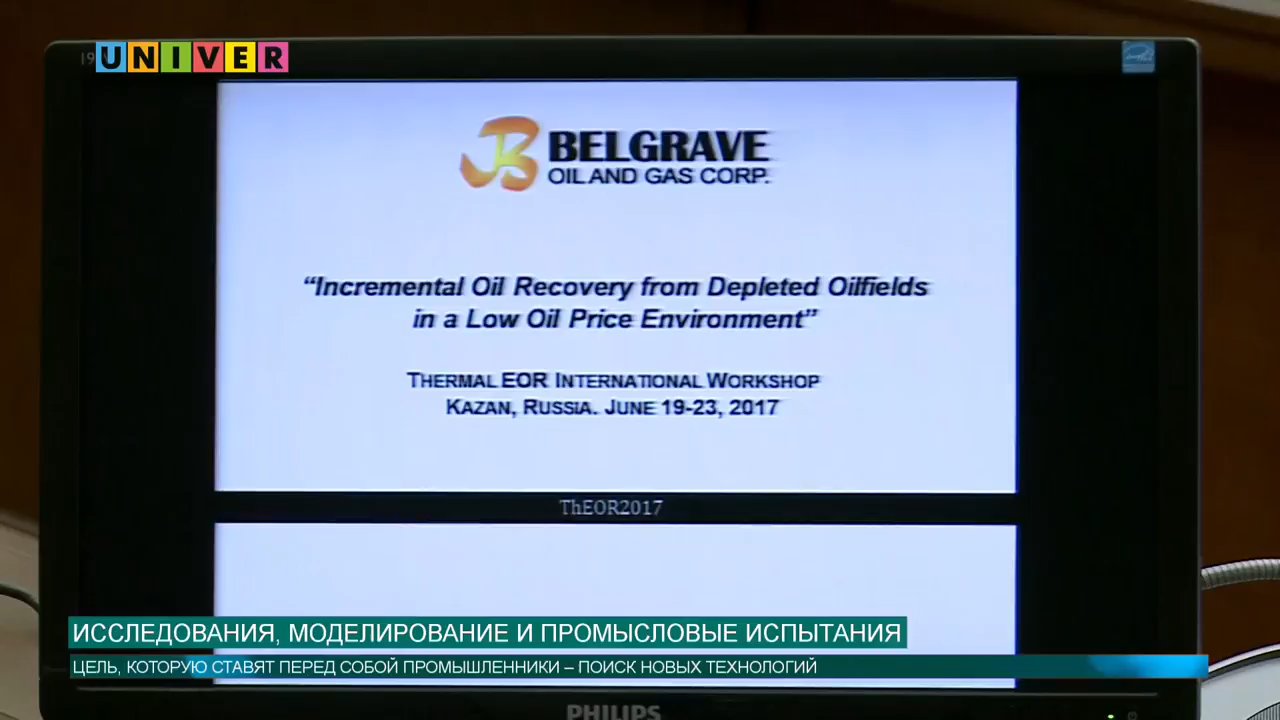 UNIVER
BELGRAVE
OIL AND GAS CORP.
“Incremental Oil Recovery from Depleted Oilfields
in a Low Oil Price Environment”
THERMAL EOR INTERNATIONAL WORKSHOP
KAZAN, RUSSIA. JUNE 19-23, 2017
ThEOR2017
ИССЛЕДОВАНИЯ, МОДЕЛИРОВАНИЕ И ПРОМЫСЛОВЫЕ ИСПЫТАНИЯ
ЦЕЛЬ, КОТОРУЮ СТАВЯТ ПЕРЕД СОБОЙ ПРОМЫШЛЕННИКИ – ПОИСК НОВЫХ ТЕХНОЛОГИЙ
PHILIPS